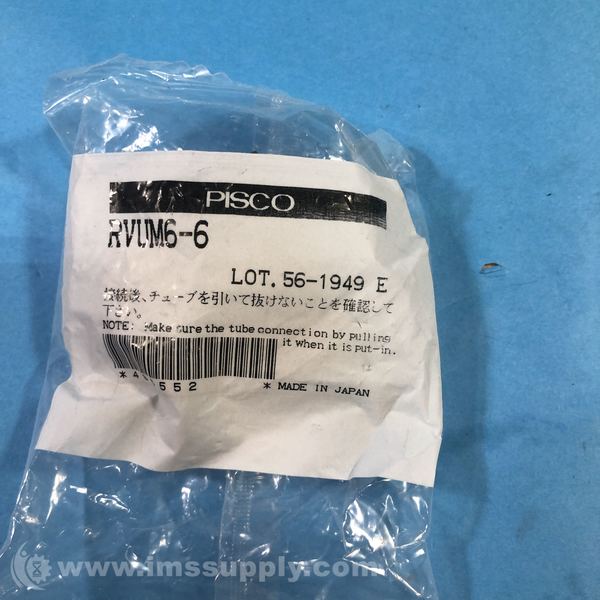 PISCO
RVUM6-6
LOT. 56-1949 E
接続後、チューブを引いて抜けないことを確認して
下さい。
NOTE: Make sure the tube connection by pulling
it when it is put-in.
* MADE IN JAPAN
www.imssupply.com